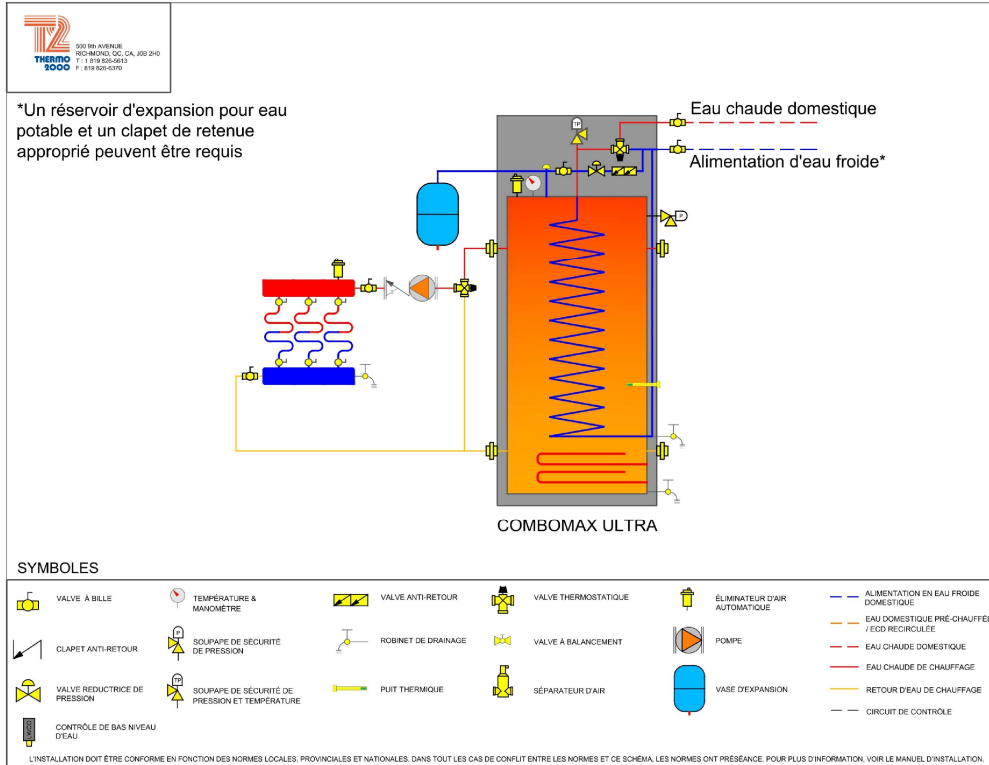 T2
THERMO
2000
500 9th AVENUE
RICHMOND, QC, CA, J0B 2H0
T : 1 819 826-5613
F : 819 826-6370
*Un réservoir d'expansion pour eau
potable et un clapet de retenue
approprié peuvent être requis
Eau chaude domestique
Alimentation d'eau froide*
TP
P
COMBOMAX ULTRA
SYMBOLES
VALVE À BILLE
TEMPÉRATURE &
MANOMÈTRE
VALVE ANTI-RETOUR
VALVE THERMOSTATIQUE
ÉLIMINATEUR D'AIR
AUTOMATIQUE
ALIMENTATION EN EAU FROIDE
DOMESTIQUE
CLAPET ANTI-RETOUR
P
SOUPAPE DE SÉCURITÉ
DE PRESSION
ROBINET DE DRAINAGE
VALVE À BALANCEMENT
POMPE
EAU DOMESTIQUE PRÉ-CHAUFFÉE
/ ECD RECIRCULÉE
EAU CHAUDE DOMESTIQUE
VALVE REDUCTRICE DE
PRESSION
TP
SOUPAPE DE SÉCURITÉ DE
PRESSION ET TEMPÉRATURE
PUIT THERMIQUE
SÉPARATEUR D'AIR
VASE D'EXPANSION
EAU CHAUDE DE CHAUFFAGE
RETOUR D'EAU DE CHAUFFAGE
CIRCUIT DE CONTRÔLE
CONTRÔLE DE BAS NIVEAU
D'EAU
L'INSTALLATION DOIT ÊTRE CONFORME EN FONCTION DES NORMES LOCALES, PROVINCIALES ET NATIONALES. DANS TOUT LES CAS DE CONFLIT ENTRE LES NORMES ET CE SCHÉMA, LES NORMES ONT PRÉSÉANCE. POUR PLUS D'INFORMATION, VOIR LE MANUEL D'INSTALLATION.